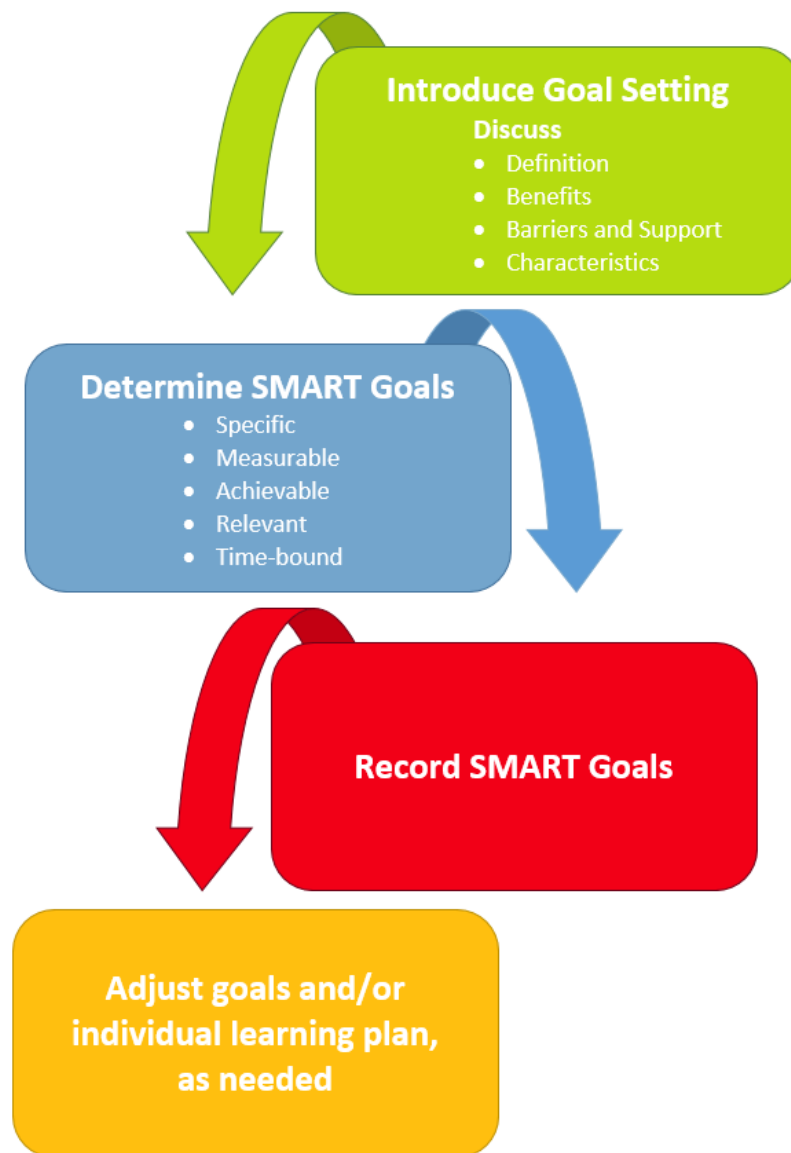 Introduce Goal Setting
Discuss
• Definition
• Benefits
• Barriers and Support
• Characteristics
Determine SMART Goals
• Specific
• Measurable
• Achievable
• Relevant
• Time-bound
Record SMART Goals
Adjust goals and/or
individual learning plan,
as needed